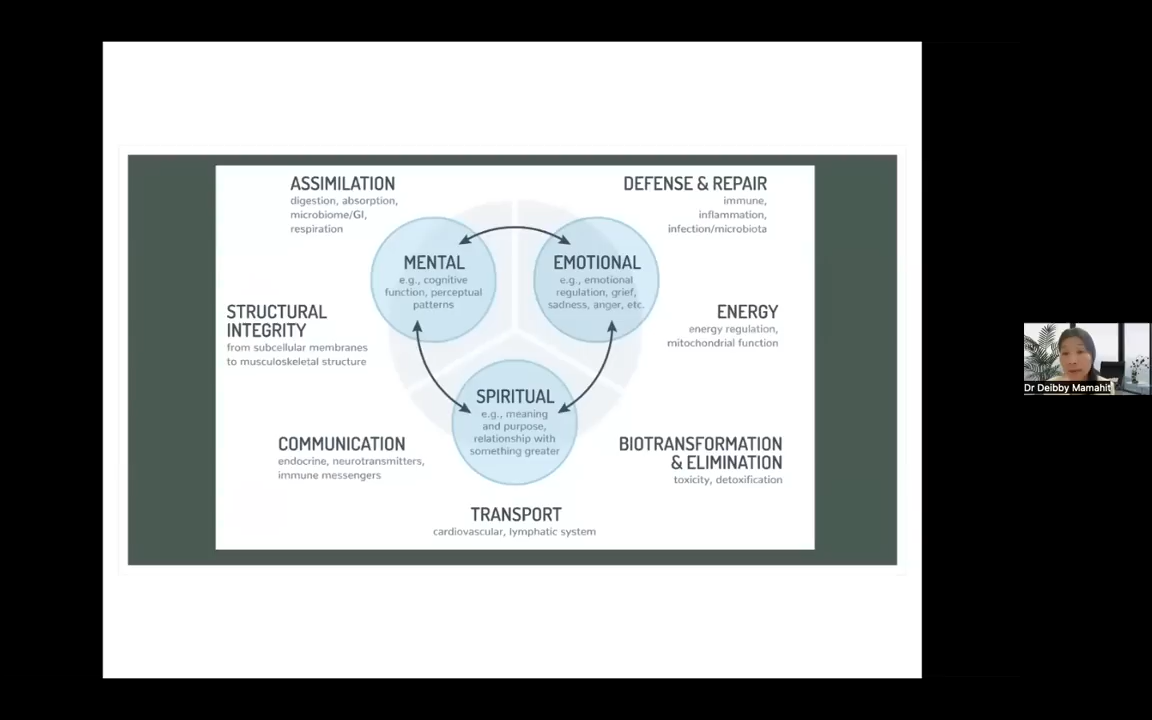 ASSIMILATION
digestion, absorption,
microbiome/GI,
respiration
DEFENSE & REPAIR
immune,
inflammation,
infection/microbiota
MENTAL
e.g., cognitive
function, perceptual
patterns
EMOTIONAL
e.g., emotional
regulation, grief,
sadness, anger, etc.
STRUCTURAL
INTEGRITY
from subcellular membranes
to musculoskeletal structure
ENERGY
energy regulation,
mitochondrial function
SPIRITUAL
e.g., meaning
and purpose,
relationship with
something greater
COMMUNICATION
endocrine, neurotransmitters,
immune messengers
BIOTRANSFORMATION
& ELIMINATION
toxicity, detoxification
TRANSPORT
cardiovascular, lymphatic system
Dr Deibby Mamahit